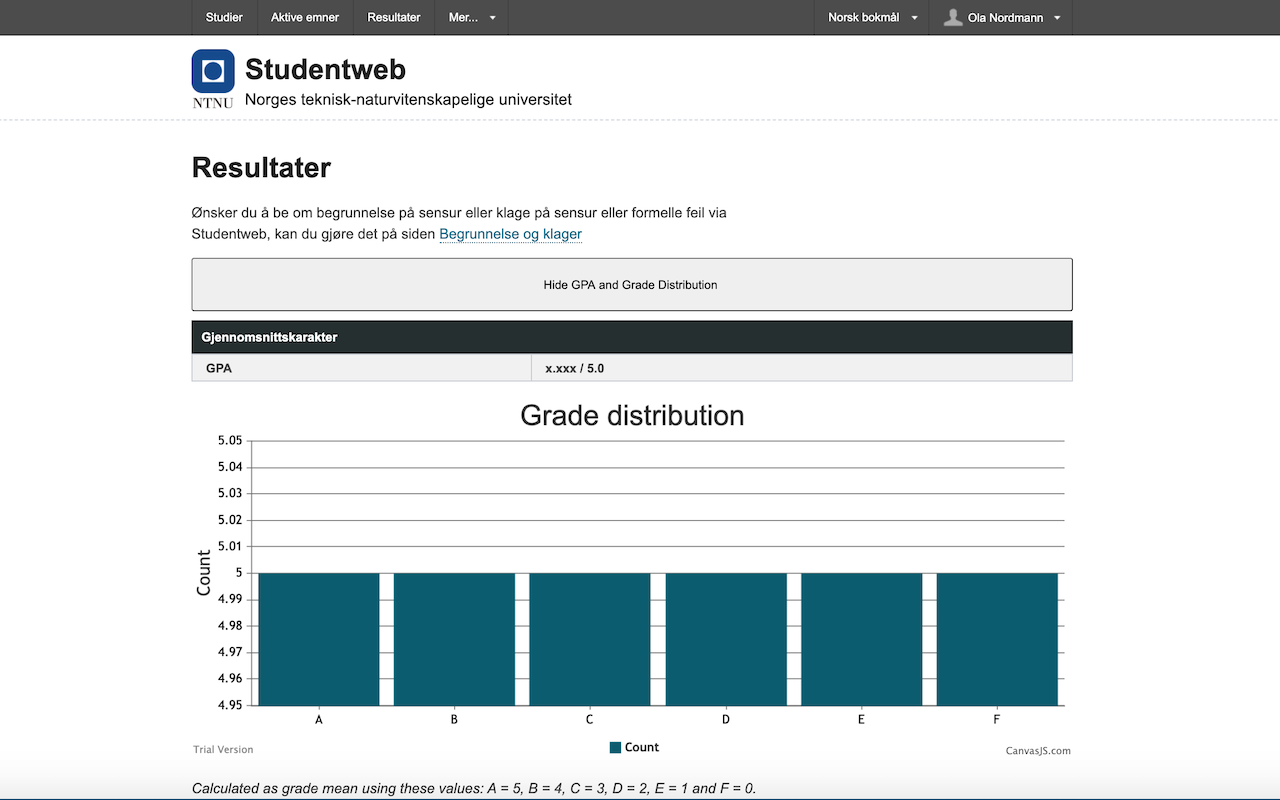 Studier Aktive emner Resultater Mer... Norsk bokmål Ola Nordmann
Studentweb
NTNU
Norges teknisk-naturvitenskapelige universitet
Resultater
Ønsker du å be om begrunnelse på sensur eller klage på sensur eller formelle feil via
Studentweb, kan du gjøre det på siden Begrunnelse og klager
Hide GPA and Grade Distribution
Gjennomsnittskarakter
GPA x.xxx / 5.0
Grade distribution
Count
5.05
5.04
5.03
5.02
5.01
5
4.99
4.98
4.97
4.96
4.95
A B C D E F
Count
Trial Version
CanvasJS.com
Calculated as grade mean using these values: A = 5, B = 4, C = 3, D = 2, E = 1 and F = 0.